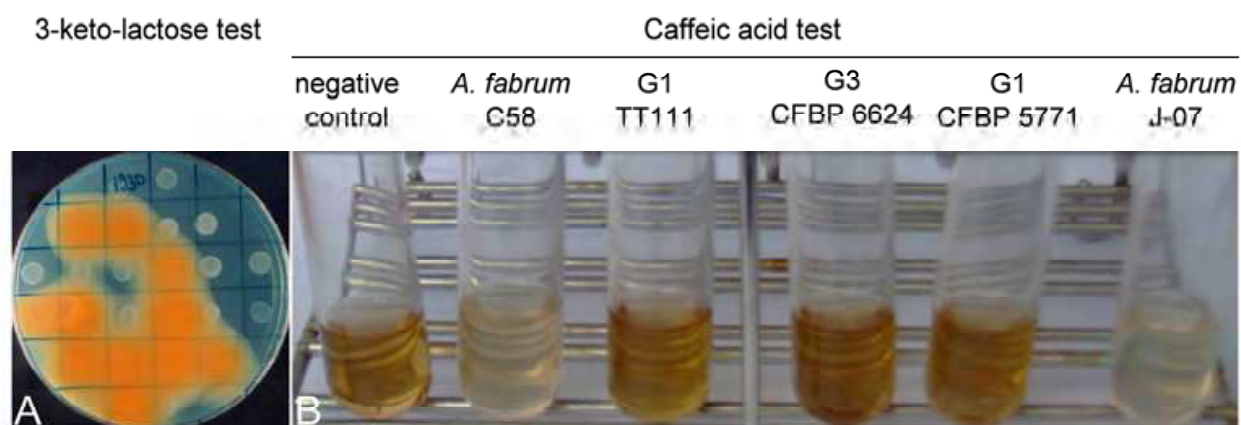 3-keto-lactose test
Caffeic acid test
negative
control
A. fabrum
C58
G1
TT111
G3
CFBP 6624
G1
CFBP 5771
A. fabrum
J-07
A
B